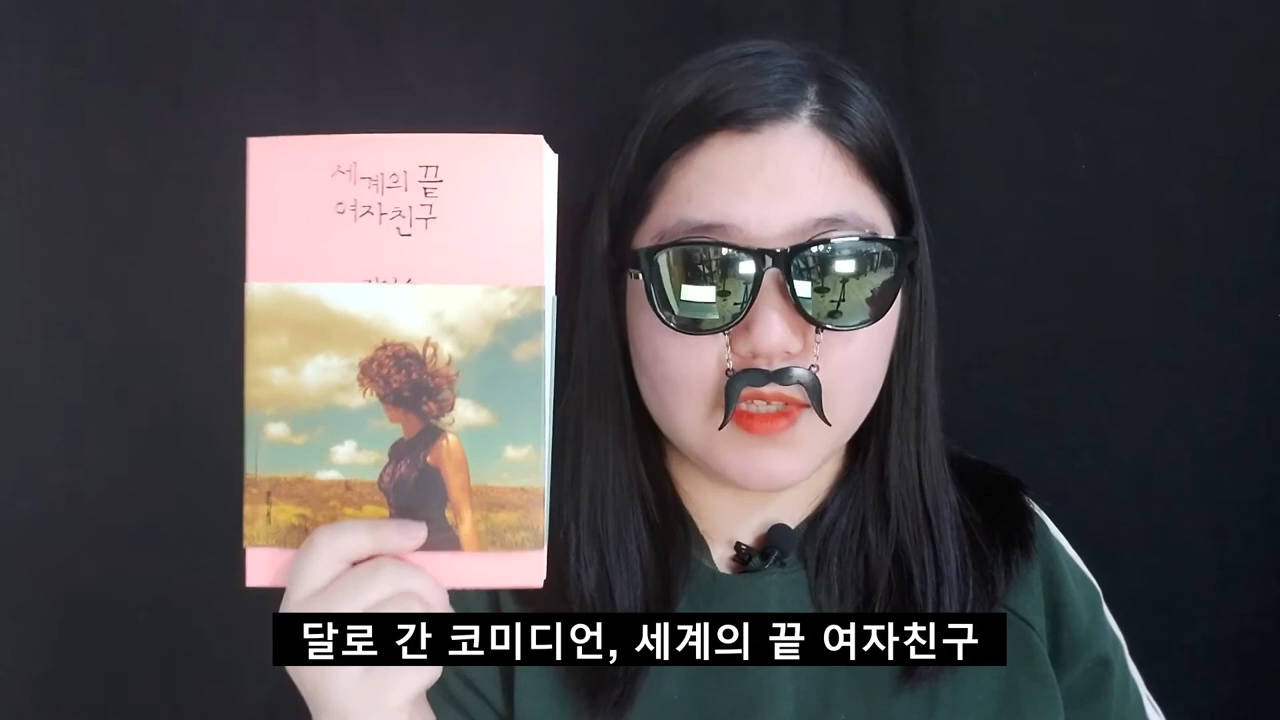 세계의 끝
여자친구
달로 간 코미디언, 세계의 끝 여자친구